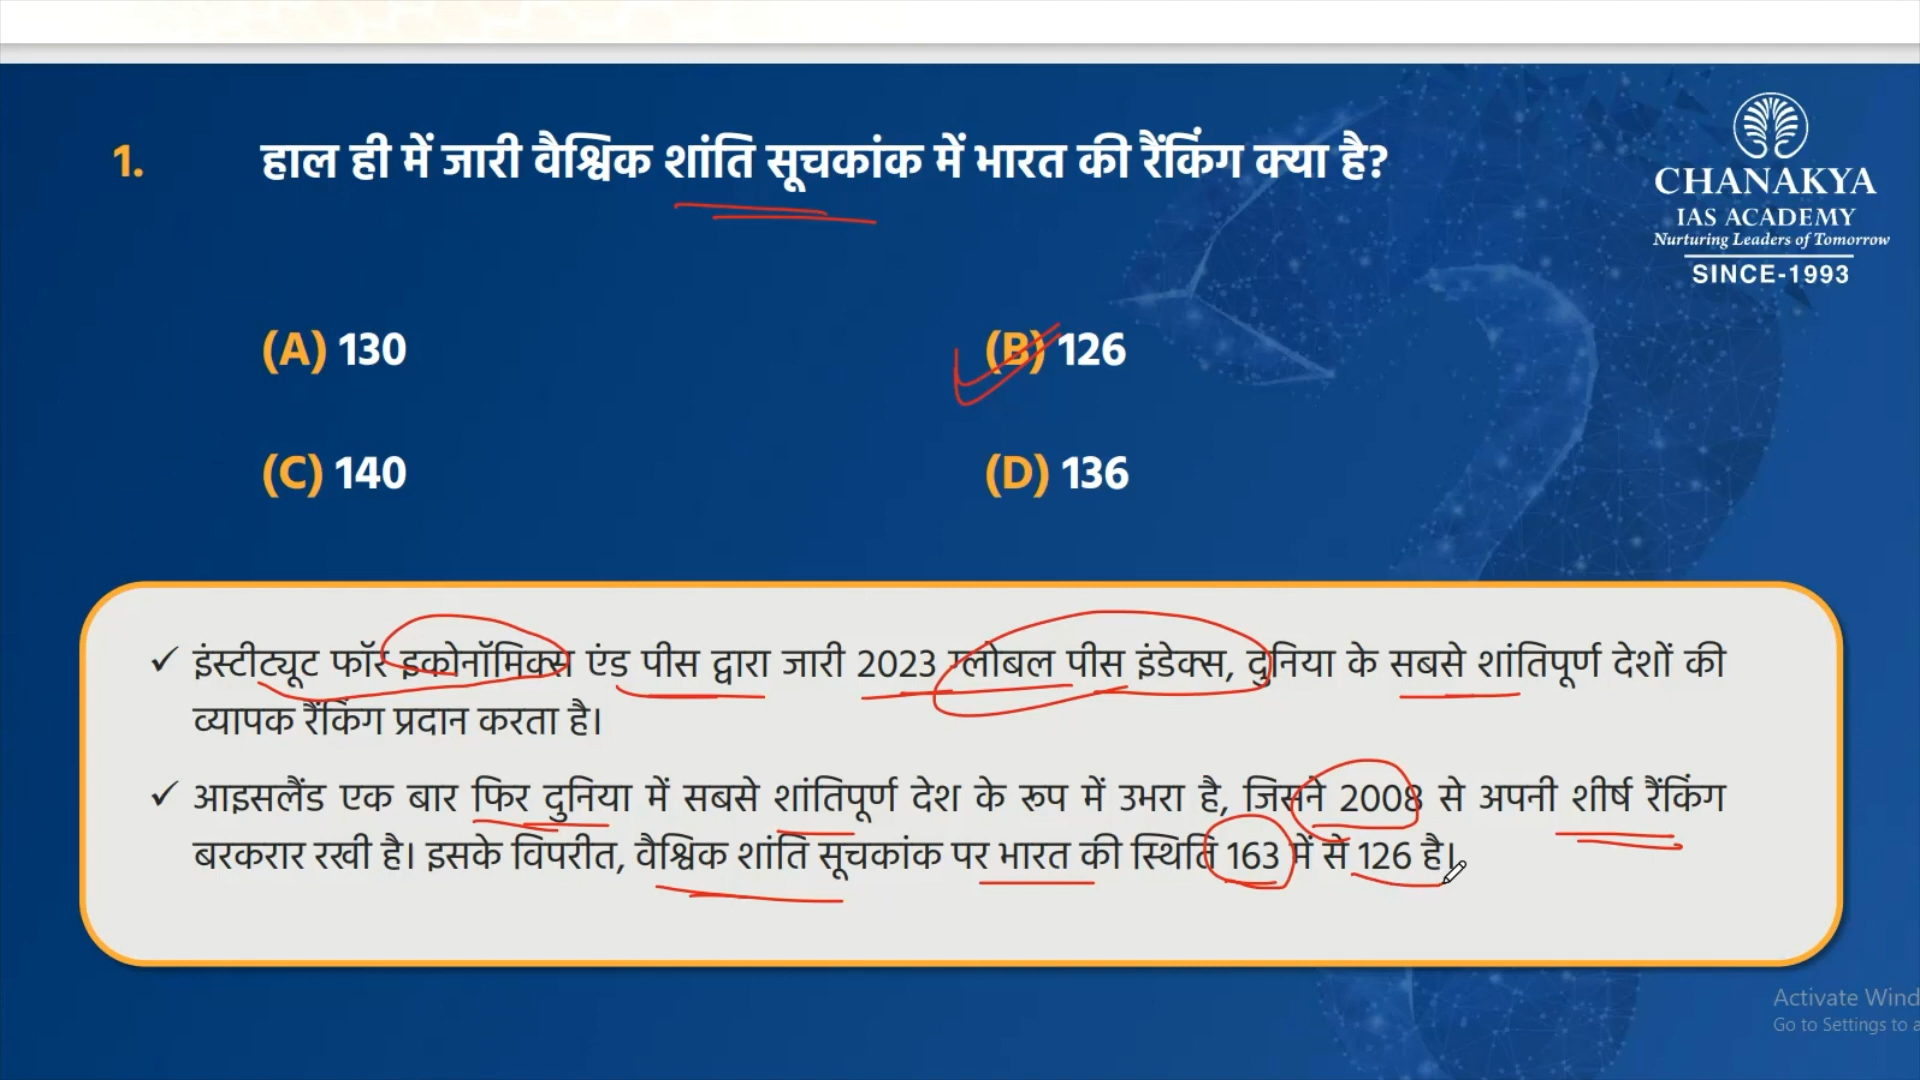 1. हाल ही में जारी वैश्विक शांति सूचकांक में भारत की रैंकिंग क्या है?
CHANAKYA
IAS ACADEMY
Nurturing Leaders of Tomorrow
SINCE-1993
(A) 130
(B) 126
(C) 140
(D) 136
✓ इंस्टीट्यूट फॉर इकोनॉमिक्स एंड पीस द्वारा जारी 2023 ग्लोबल पीस इंडेक्स, दुनिया के सबसे शांतिपूर्ण देशों की
व्यापक रैंकिंग प्रदान करता है।
✓ आइसलैंड एक बार फिर दुनिया में सबसे शांतिपूर्ण देश के रूप में उभरा है, जिसने 2008 से अपनी शीर्ष रैंकिंग
बरकरार रखी है। इसके विपरीत, वैश्विक शांति सूचकांक पर भारत की स्थिति 163 में से 126 है।
Activate Wind
Go to Settings to a